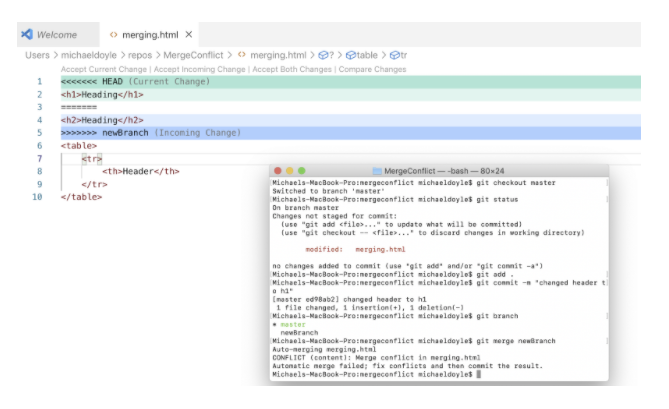 Welcome
merging.html ×
Users > michaeldoyle > repos > MergeConflict > <> merging.html > ? > table > tr
Accept Current Change | Accept Incoming Change | Accept Both Changes | Compare Changes
1 <<<<<<< HEAD (Current Change)
2 <h1>Heading</h1>
3 =======
4 <h2>Heading</h2>
5 >>>>>>> newBranch (Incoming Change)
6 <table>
7 <tr>
8 <th>Header</th>
9 </tr>
10 </table>
MergeConflict — -bash — 80×24
Michaels-MacBook-Pro:mergeconflict michaeldoyle$ git checkout master
Switched to branch 'master'
Michaels-MacBook-Pro:mergeconflict michaeldoyle$ git status
On branch master
Changes not staged for commit:
(use "git add <file>..." to update what will be committed)
(use "git checkout -- <file>..." to discard changes in working directory)
modified: merging.html
no changes added to commit (use "git add" and/or "git commit -a")
Michaels-MacBook-Pro:mergeconflict michaeldoyle$ git add .
Michaels-MacBook-Pro:mergeconflict michaeldoyle$ git commit -m "changed header t
o h1"
[master ed98ab2] changed header to h1
1 file changed, 1 insertion(+), 1 deletion(-)
Michaels-MacBook-Pro:mergeconflict michaeldoyle$ git branch
* master
newBranch
Michaels-MacBook-Pro:mergeconflict michaeldoyle$ git merge newBranch
Auto-merging merging.html
CONFLICT (content): Merge conflict in merging.html
Automatic merge failed; fix conflicts and then commit the result.
Michaels-MacBook-Pro:mergeconflict michaeldoyle$